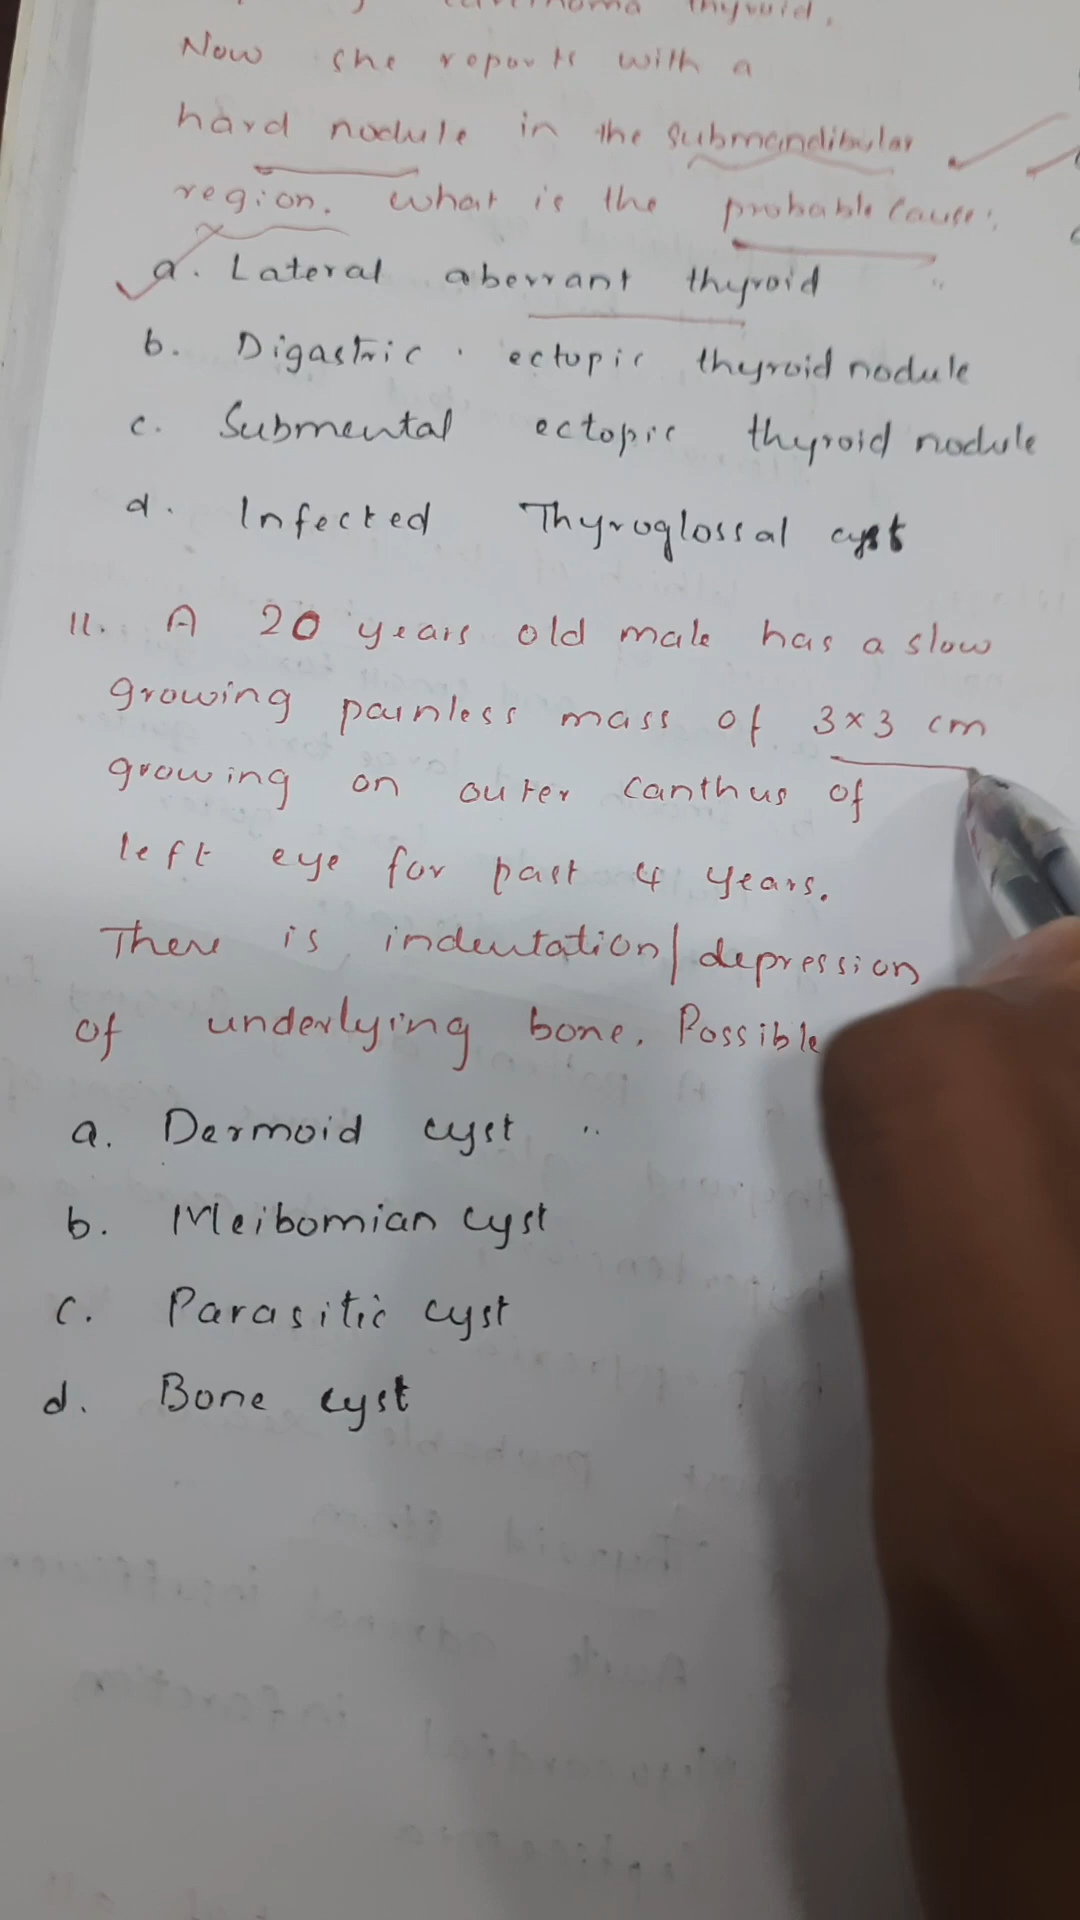 carcinoma thyroid.
Now she reports with a
hard nodule in the submandibular
region. What is the probable cause:
a. Lateral aberrant thyroid
b. Digastric ectopic thyroid nodule
c. Submental ectopic thyroid nodule
d. Infected Thyroglossal cyst
11. A 20 years old male has a slow
growing painless mass of 3×3 cm
growing on outer canthus of
left eye for past 4 years.
There is indentation/depression
of underlying bone. Possible
a. Dermoid cyst
b. Meibomian cyst
c. Parasitic cyst
d. Bone cyst